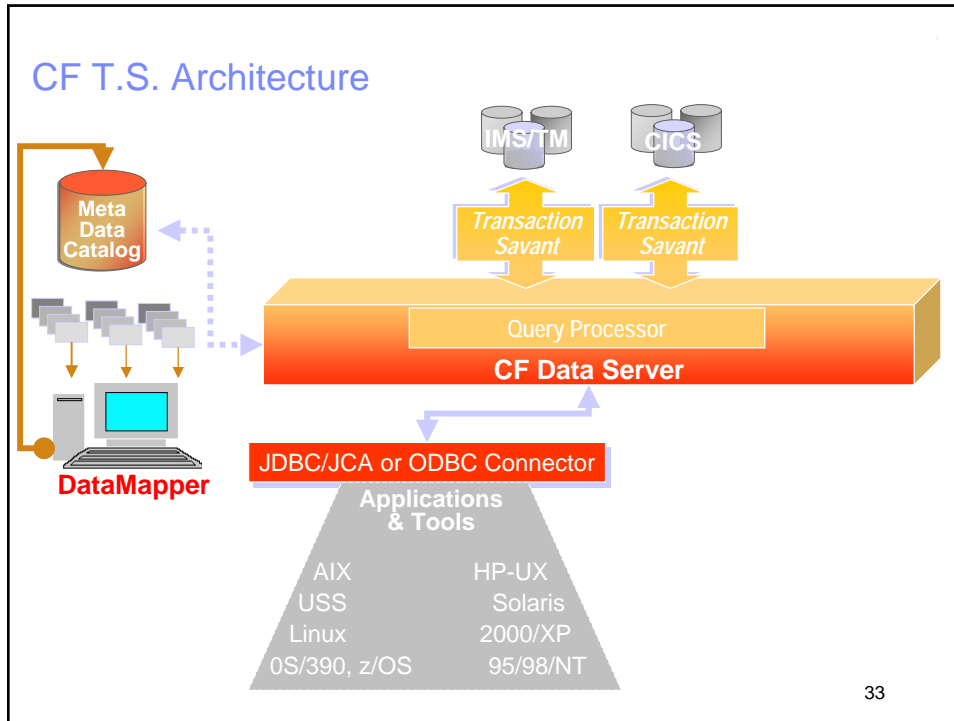 CF T.S. Architecture
IMS/TM
CICS
Meta
Data
Catalog
Transaction
Savant
Transaction
Savant
Query Processor
CF Data Server
DataMapper
JDBC/JCA or ODBC Connector
Applications
& Tools
AIX HP-UX
USS Solaris
Linux 2000/XP
0S/390, z/OS 95/98/NT
33